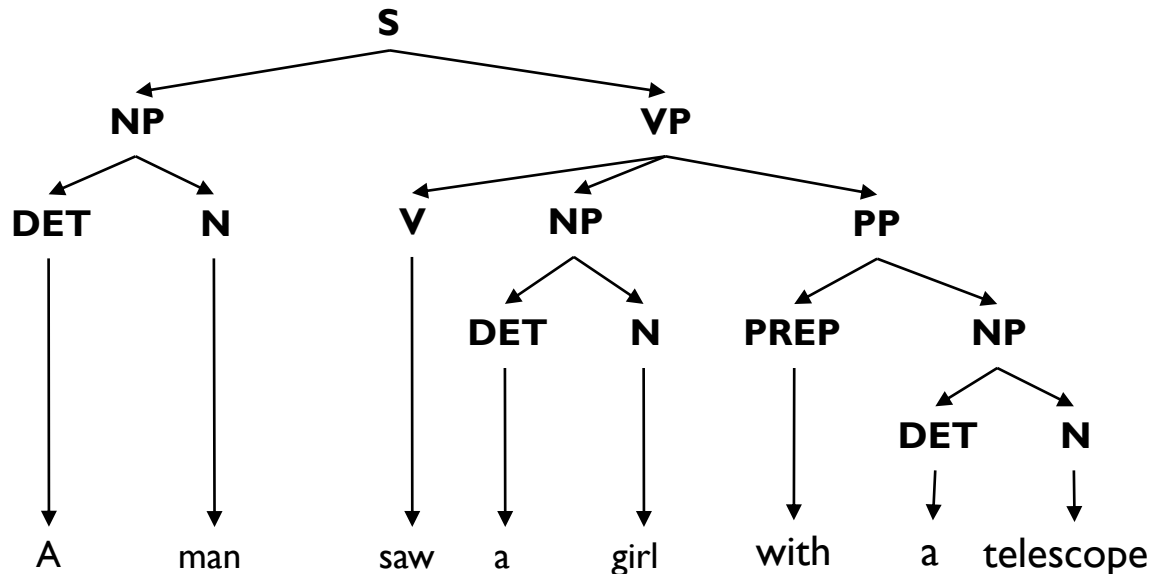 S
NP VP
DET N V NP PP
DET N PREP NP
DET N
A man saw a girl with a telescope